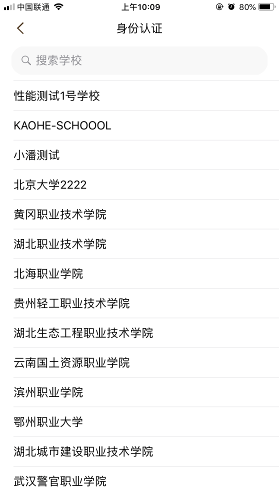 中国联通 上午10:09 80%
身份认证
搜索学校
性能测试1号学校
KAOHE-SCHOOOL
小潘测试
北京大学2222
黄冈职业技术学院
湖北职业技术学院
北海职业学院
贵州轻工职业技术学院
湖北生态工程职业技术学院
云南国土资源职业学院
滨州职业学院
鄂州职业大学
湖北城市建设职业技术学院
武汉警官职业学院